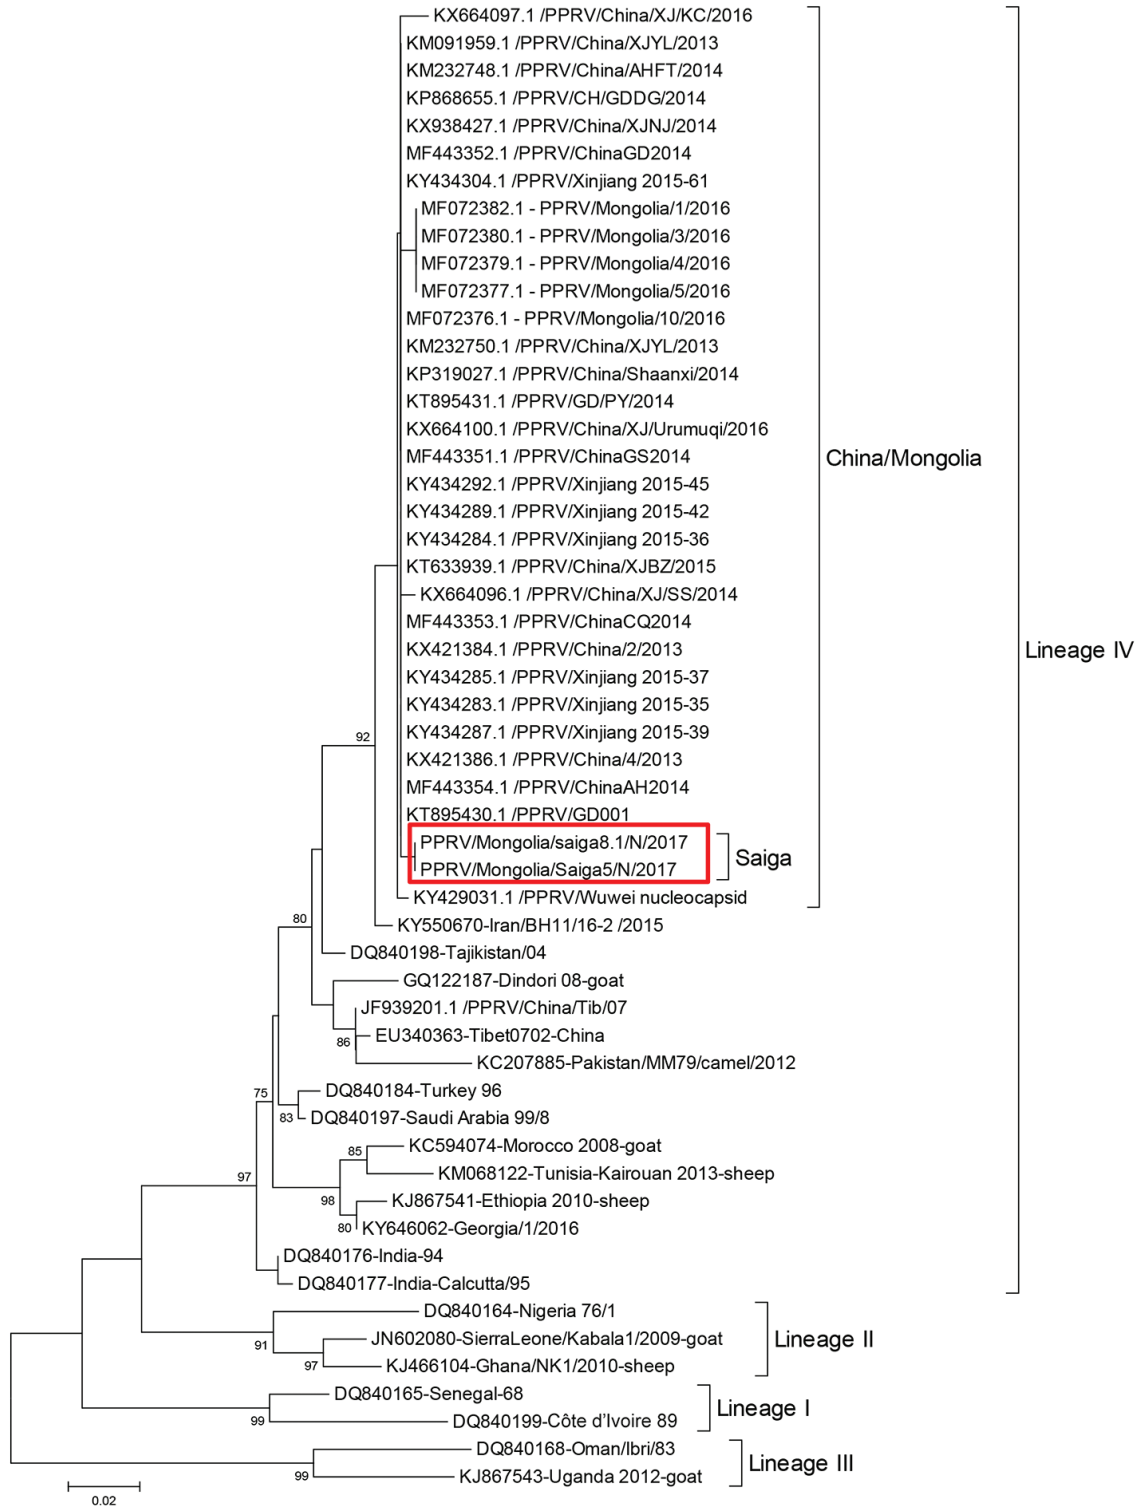 KX664097.1 /PPRV/China/XJ/KC/2016
KM091959.1 /PPRV/China/XJYL/2013
KM232748.1 /PPRV/China/AHFT/2014
KP868655.1 /PPRV/CH/GDDG/2014
KX938427.1 /PPRV/China/XJNJ/2014
MF443352.1 /PPRV/ChinaGD2014
KY434304.1 /PPRV/Xinjiang 2015-61
MF072382.1 - PPRV/Mongolia/1/2016
MF072380.1 - PPRV/Mongolia/3/2016
MF072379.1 - PPRV/Mongolia/4/2016
MF072377.1 - PPRV/Mongolia/5/2016
MF072376.1 - PPRV/Mongolia/10/2016
KM232750.1 /PPRV/China/XJYL/2013
KP319027.1 /PPRV/China/Shaanxi/2014
KT895431.1 /PPRV/GD/PY/2014
KX664100.1 /PPRV/China/XJ/Urumuqi/2016
MF443351.1 /PPRV/ChinaGS2014
China/Mongolia
KY434292.1 /PPRV/Xinjiang 2015-45
KY434289.1 /PPRV/Xinjiang 2015-42
KY434284.1 /PPRV/Xinjiang 2015-36
KT633939.1 /PPRV/China/XJBZ/2015
KX664096.1 /PPRV/China/XJ/SS/2014
MF443353.1 /PPRV/ChinaCQ2014
KX421384.1 /PPRV/China/2/2013
Lineage IV
KY434285.1 /PPRV/Xinjiang 2015-37
KY434283.1 /PPRV/Xinjiang 2015-35
KY434287.1 /PPRV/Xinjiang 2015-39
92
KX421386.1 /PPRV/China/4/2013
MF443354.1 /PPRV/ChinaAH2014
KT895430.1 /PPRV/GD001
PPRV/Mongolia/saiga8.1/N/2017
Saiga
PPRV/Mongolia/Saiga5/N/2017
KY429031.1 /PPRV/Wuwei nucleocapsid
80
KY550670-Iran/BH11/16-2 /2015
DQ840198-Tajikistan/04
GQ122187-Dindori 08-goat
JF939201.1 /PPRV/China/Tib/07
EU340363-Tibet0702-China
86
KC207885-Pakistan/MM79/camel/2012
75
DQ840184-Turkey 96
83
DQ840197-Saudi Arabia 99/8
85
KC594074-Morocco 2008-goat
97
KM068122-Tunisia-Kairouan 2013-sheep
98
KJ867541-Ethiopia 2010-sheep
80
KY646062-Georgia/1/2016
DQ840176-India-94
DQ840177-India-Calcutta/95
DQ840164-Nigeria 76/1
91
JN602080-SierraLeone/Kabala1/2009-goat
Lineage II
97
KJ466104-Ghana/NK1/2010-sheep
DQ840165-Senegal-68
Lineage I
99
DQ840199-Côte d’Ivoire 89
DQ840168-Oman/Ibri/83
Lineage III
99
KJ867543-Uganda 2012-goat
0.02